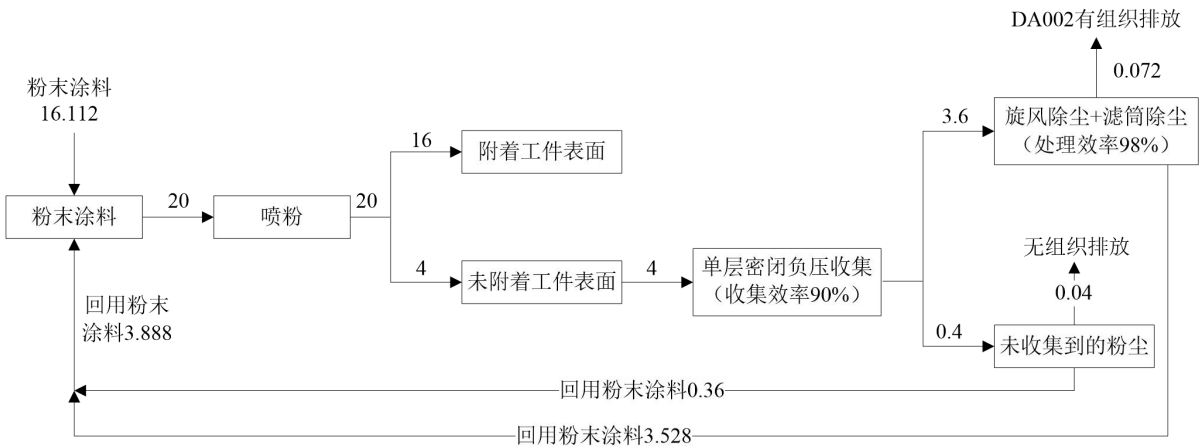 DA002有组织排放
0.072
粉末涂料
16.112
3.6
旋风除尘+滤筒除尘
（处理效率98%）
16
附着工件表面
粉末涂料
20
喷粉
20
4
未附着工件表面
4
单层密闭负压收集
（收集效率90%）
无组织排放
0.04
回用粉末
涂料3.888
0.4
未收集到的粉尘
回用粉末涂料0.36
回用粉末涂料3.528